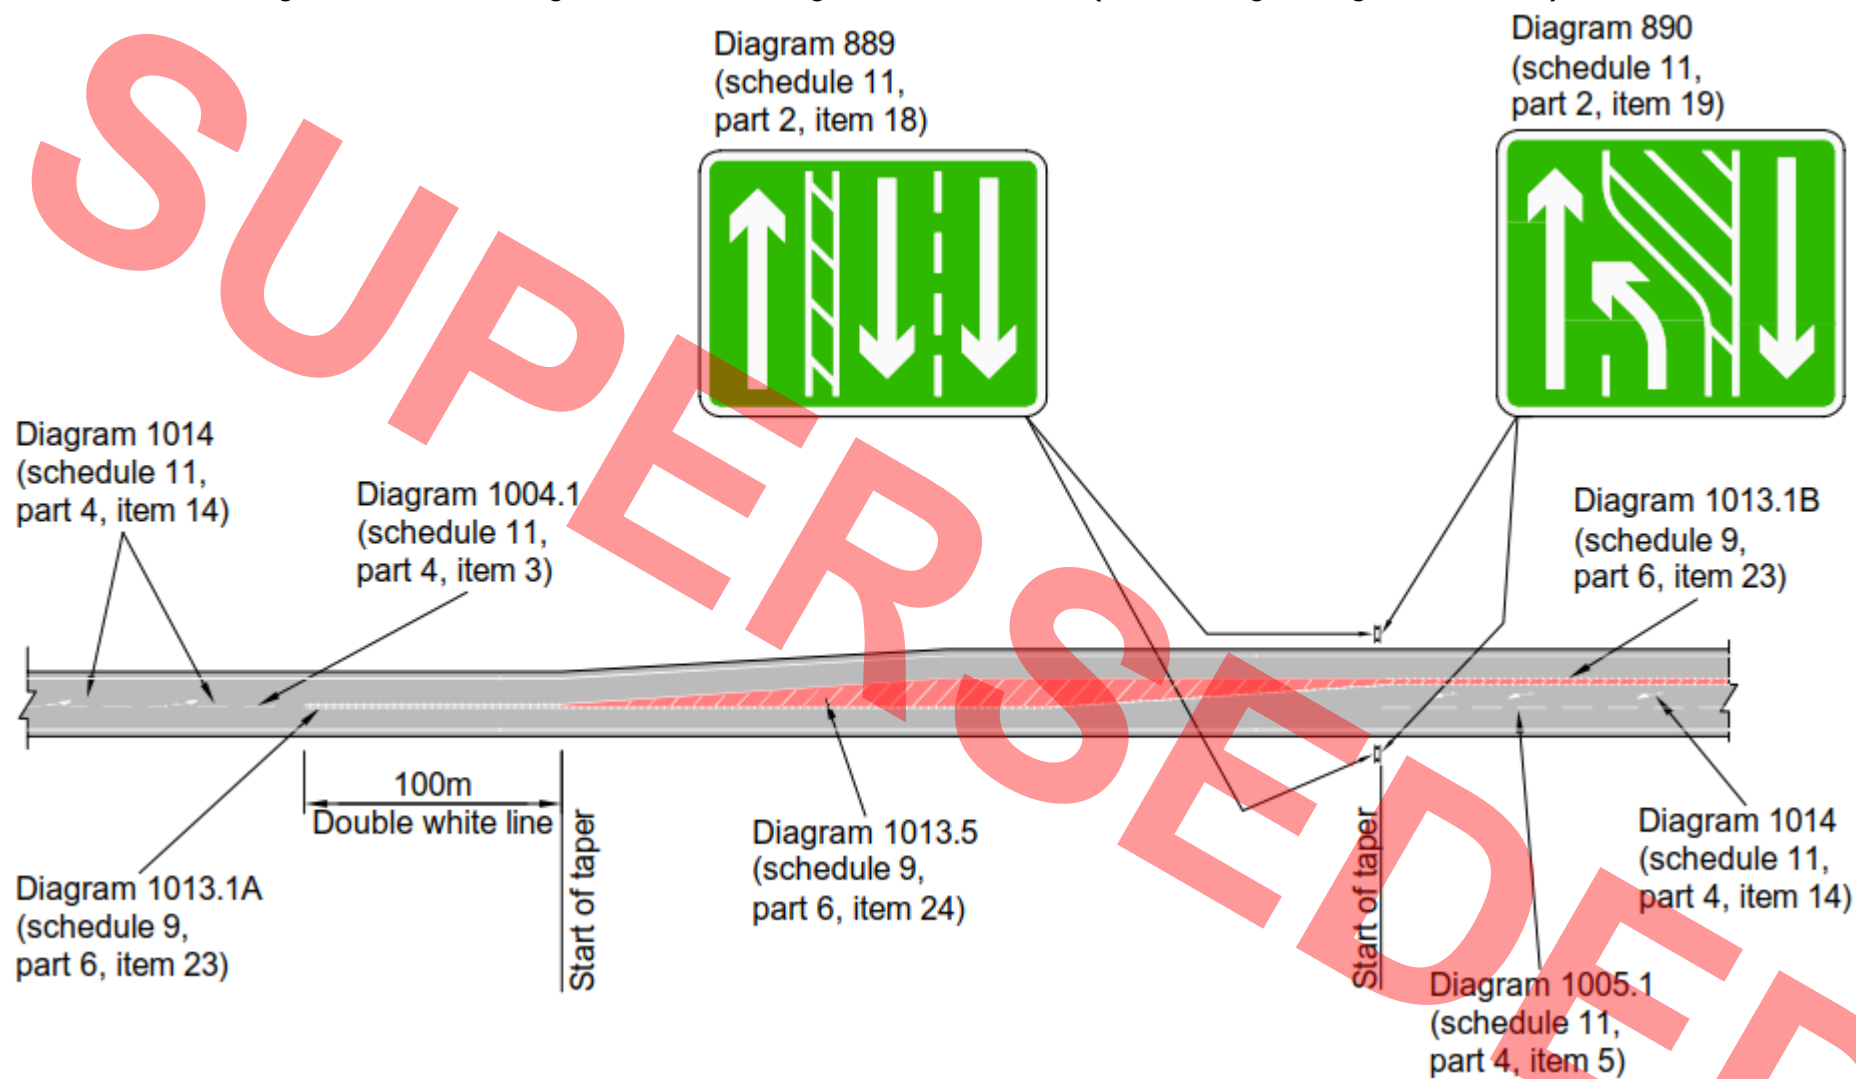 Diagram 889
(schedule 11,
part 2, item 18)
Diagram 890
(schedule 11,
part 2, item 19)
Diagram 1014
(schedule 11,
part 4, item 14)
Diagram 1004.1
(schedule 11,
part 4, item 3)
Diagram 1013.1B
(schedule 9,
part 6, item 23)
100m
Double white line
Start of taper
Diagram 1013.1A
(schedule 9,
part 6, item 23)
Diagram 1013.5
(schedule 9,
part 6, item 24)
Start of taper
Diagram 1014
(schedule 11,
part 4, item 14)
Diagram 1005.1
(schedule 11,
part 4, item 5)
SUPERSEDED